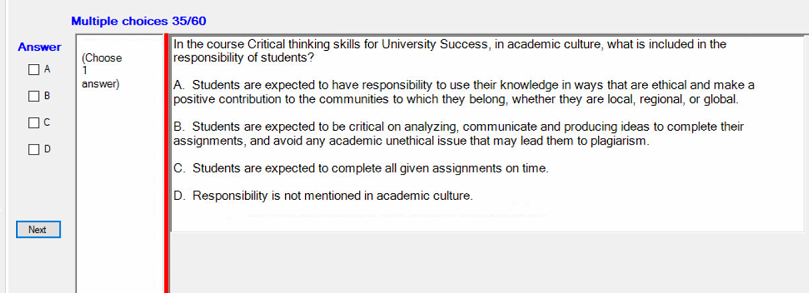 Multiple choices 35/60
Answer
A
B
C
D
Next
(Choose
1
answer)
In the course Critical thinking skills for University Success, in academic culture, what is included in the
responsibility of students?
A. Students are expected to have responsibility to use their knowledge in ways that are ethical and make a
positive contribution to the communities to which they belong, whether they are local, regional, or global.
B. Students are expected to be critical on analyzing, communicate and producing ideas to complete their
assignments, and avoid any academic unethical issue that may lead them to plagiarism.
C. Students are expected to complete all given assignments on time.
D. Responsibility is not mentioned in academic culture.